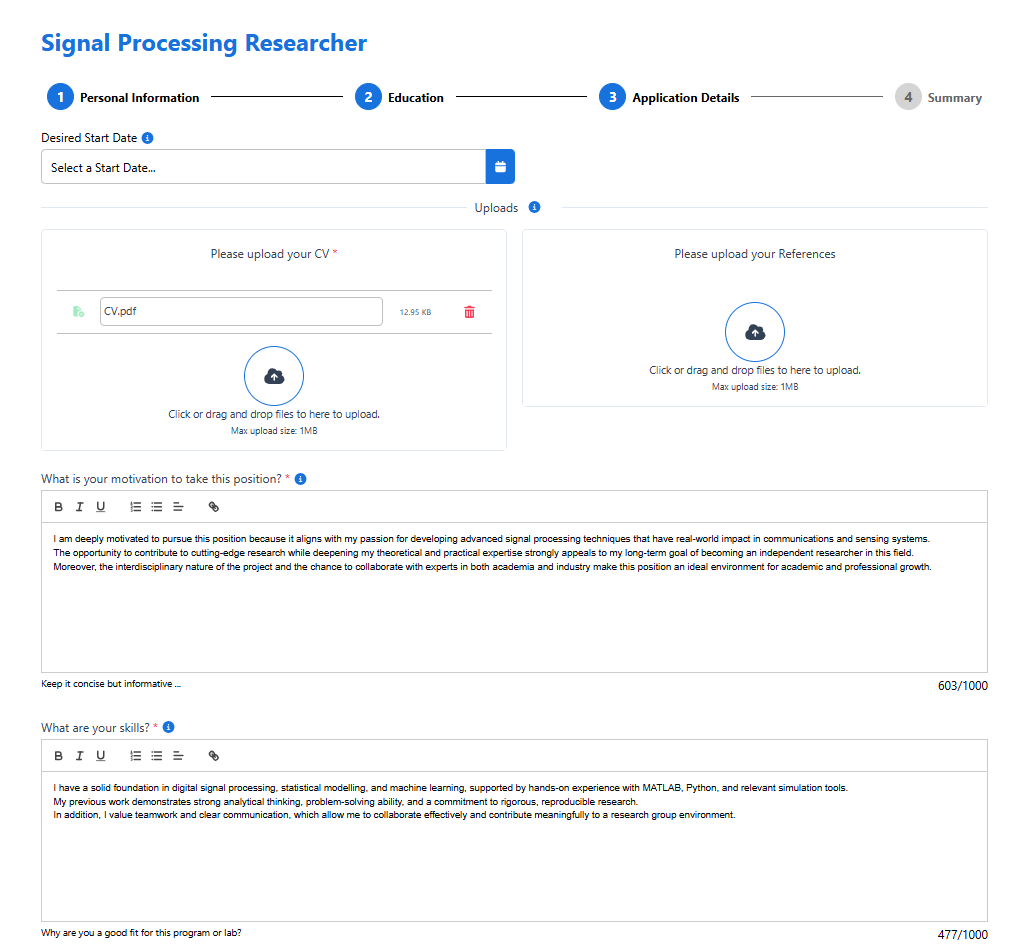 Signal Processing Researcher
1 Personal Information 2 Education 3 Application Details 4 Summary
Desired Start Date
Select a Start Date...
Uploads
Please upload your CV *
CV.pdf 12.95 KB
Click or drag and drop files to here to upload.
Max upload size: 1MB
Please upload your References
Click or drag and drop files to here to upload.
Max upload size: 1MB
What is your motivation to take this position? *
B I U
I am deeply motivated to pursue this position because it aligns with my passion for developing advanced signal processing techniques that have real-world impact in communications and sensing systems.
The opportunity to contribute to cutting-edge research while deepening my theoretical and practical expertise strongly appeals to my long-term goal of becoming an independent researcher in this field.
Moreover, the interdisciplinary nature of the project and the chance to collaborate with experts in both academia and industry make this position an ideal environment for academic and professional growth.
Keep it concise but informative ...
603/1000
What are your skills? *
B I U
I have a solid foundation in digital signal processing, statistical modelling, and machine learning, supported by hands-on experience with MATLAB, Python, and relevant simulation tools.
My previous work demonstrates strong analytical thinking, problem-solving ability, and a commitment to rigorous, reproducible research.
In addition, I value teamwork and clear communication, which allow me to collaborate effectively and contribute meaningfully to a research group environment.
Why are you a good fit for this program or lab?
477/1000